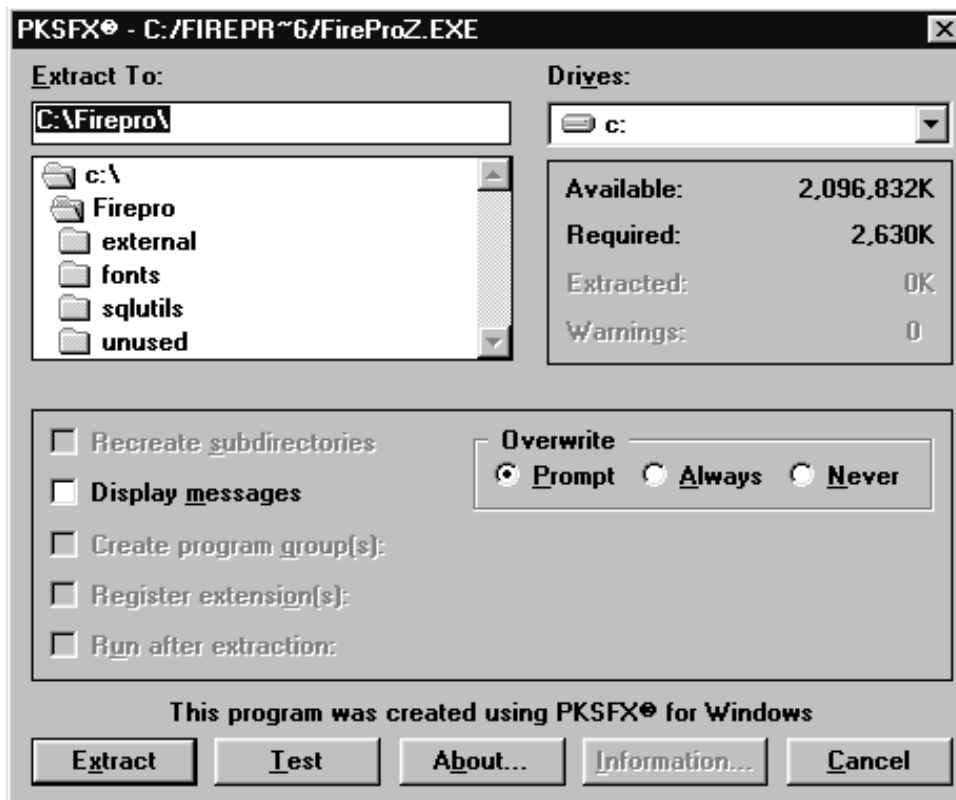 PKSFX® - C:/FIREPR~6/FireProZ.EXE
Extract To:
C:\Firepro\
c:\
Firepro
external
fonts
sqlutils
unused
Drives:
c:
Available: 2,096,832K
Required: 2,630K
Extracted: 0K
Warnings: 0
Recreate subdirectories
Display messages
Create program group(s):
Register extension(s):
Run after extraction:
Overwrite
Prompt Always Never
This program was created using PKSFX® for Windows
Extract Test About... Information... Cancel